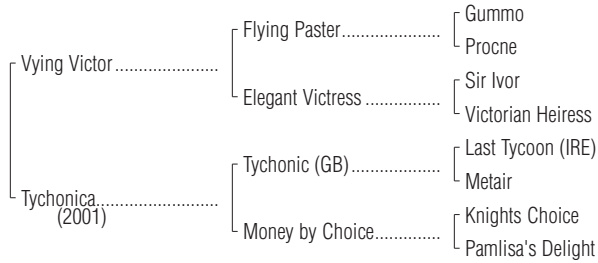 Gummo
Flying Paster....................
Procne
Vying Victor......................
Sir Ivor
Elegant Victress ................
Victorian Heiress
Last Tycoon (IRE)
Tychonic (GB)...................
Metair
Tychonica..........................
(2001)
Knights Choice
Money by Choice..............
Pamlisa's Delight